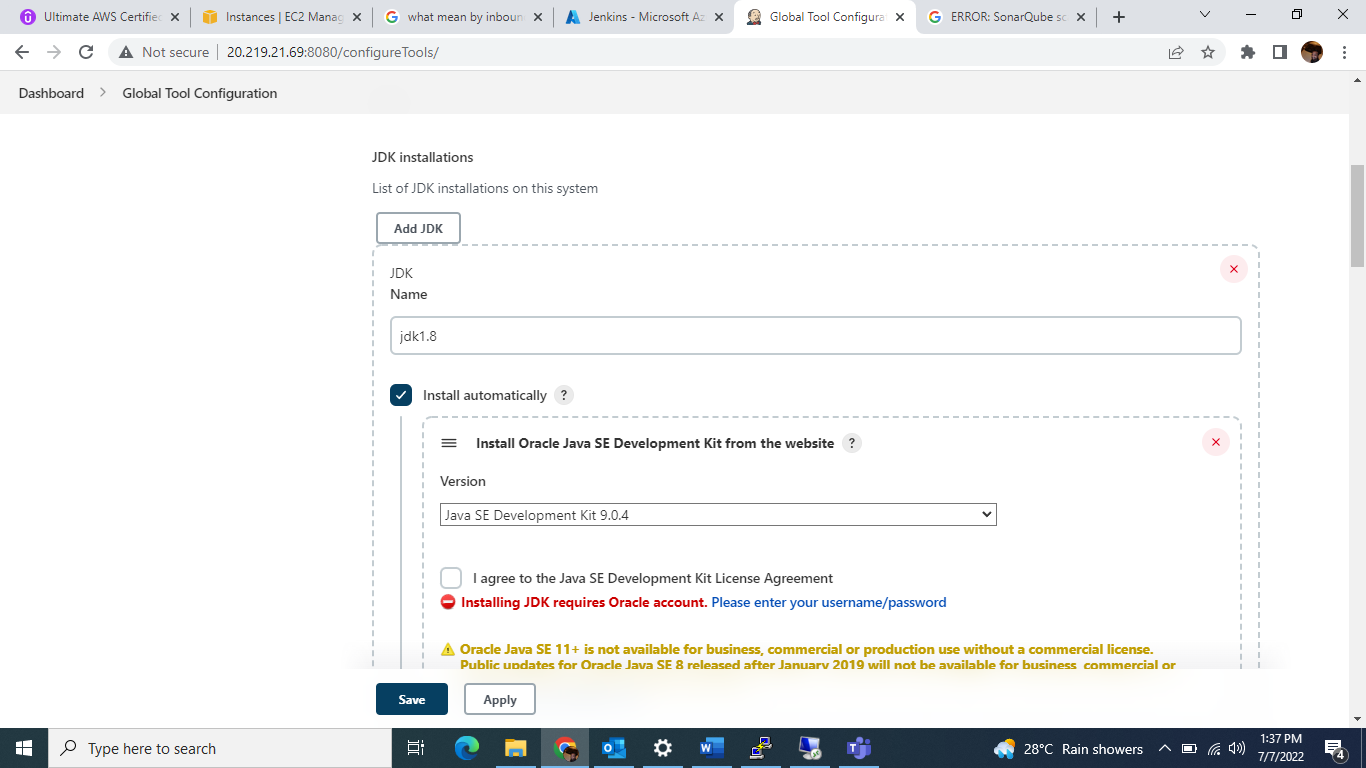 Ultimate AWS Certifie
Instances | EC2 Manag
what mean by inboun
Jenkins - Microsoft Az
Global Tool Configura
ERROR: SonarQube sc
Not secure
20.219.21.69:8080/configureTools/
Dashboard
Global Tool Configuration
JDK installations
List of JDK installations on this system
Add JDK
JDK
Name
jdk1.8
Install automatically ?
Install Oracle Java SE Development Kit from the website ?
Version
Java SE Development Kit 9.0.4
I agree to the Java SE Development Kit License Agreement
Installing JDK requires Oracle account. Please enter your username/password
Oracle Java SE 11+ is not available for business, commercial or production use without a commercial license.
Public updates for Oracle Java SE 8 released after January 2019 will not be available for business, commercial or
Save
Apply
Type here to search
28°C Rain showers
1:37 PM
7/7/2022
4